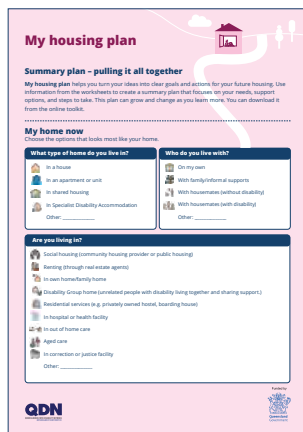 My housing plan
Summary plan – pulling it all together
My housing plan helps you turn your ideas into clear goals and actions for your future housing. Use
information from the worksheets to create a summary plan that focuses on your needs, support
options, and steps to take. This plan can grow and change as you learn more. You can download it
from the online toolkit.
My home now
Choose the options that looks most like your home.
What type of home do you live in?
In a house
In an apartment or unit
In shared housing
In Specialist Disability Accommodation
Other: ______________
Who do you live with?
On my own
With family/informal supports
With housemates (without disability)
With housemates (with disability)
Other: ______________
Are you living in?
Social housing (community housing provider or public housing)
Renting (through real estate agents)
In own home/family home
Disability Group home (unrelated people with disability living together and sharing support.)
Residential services (e.g. privately owned hostel, boarding house)
In hospital or health facility
In out of home care
Aged care
In correction or justice facility
Other: ______________
QDN
Funded by
Queensland
Government